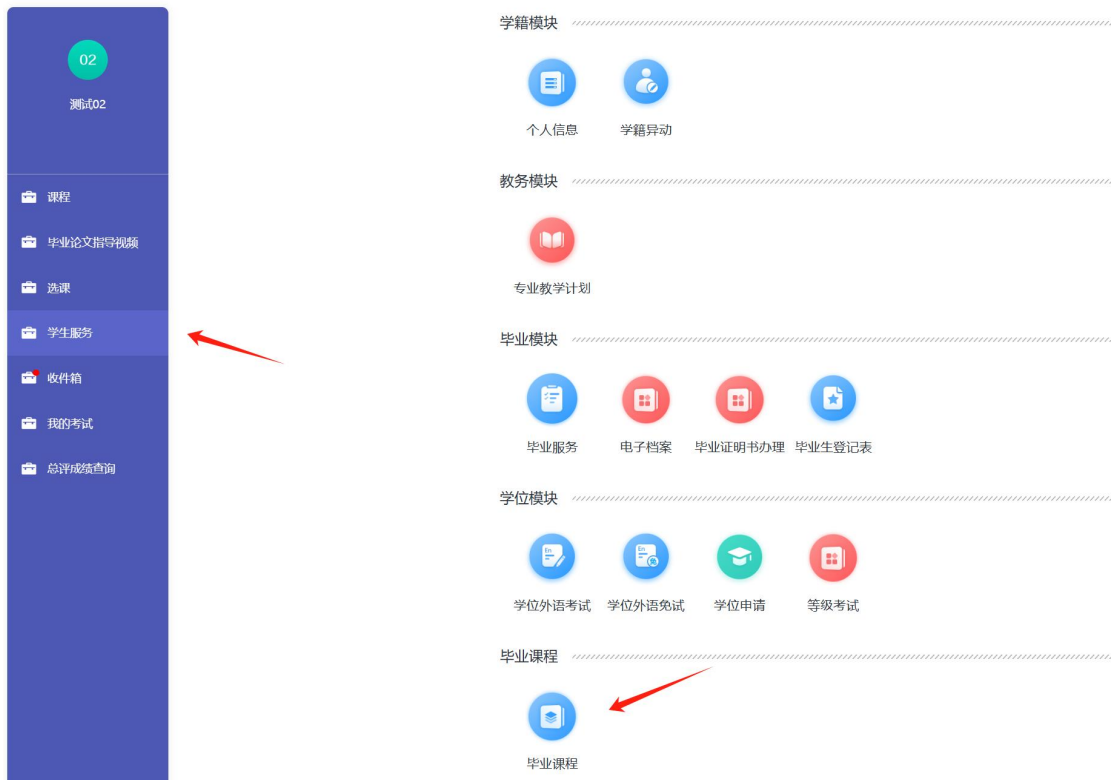 02
测试02
课程
毕业论文指导视频
选课
学生服务
收件箱
我的考试
总评成绩查询
学籍模块
个人信息 学籍异动
教务模块
专业教学计划
毕业模块
毕业服务 电子档案 毕业证明书办理 毕业生登记表
学位模块
En En 免
学位外语考试 学位外语免试 学位申请 等级考试
毕业课程
毕业课程